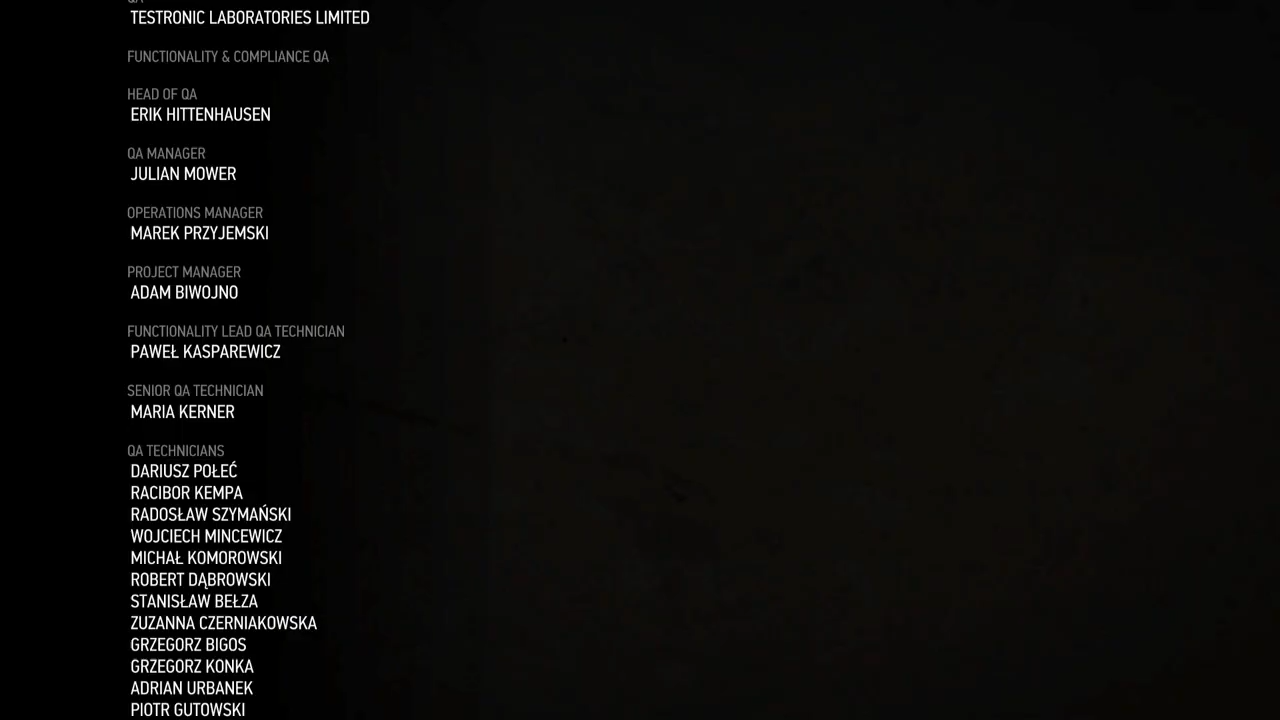 QA
TESTRONIC LABORATORIES LIMITED
FUNCTIONALITY & COMPLIANCE QA
HEAD OF QA
ERIK HITTENHAUSEN
QA MANAGER
JULIAN MOWER
OPERATIONS MANAGER
MAREK PRZYJEMSKI
PROJECT MANAGER
ADAM BIWOJNO
FUNCTIONALITY LEAD QA TECHNICIAN
PAWEŁ KASPAREWICZ
SENIOR QA TECHNICIAN
MARIA KERNER
QA TECHNICIANS
DARIUSZ POŁEĆ
RACIBOR KEMPA
RADOSŁAW SZYMAŃSKI
WOJCIECH MINCEWICZ
MICHAŁ KOMOROWSKI
ROBERT DĄBROWSKI
STANISŁAW BEŁZA
ZUZANNA CZERNIAKOWSKA
GRZEGORZ BIGOS
GRZEGORZ KONKA
ADRIAN URBANEK
PIOTR GUTOWSKI